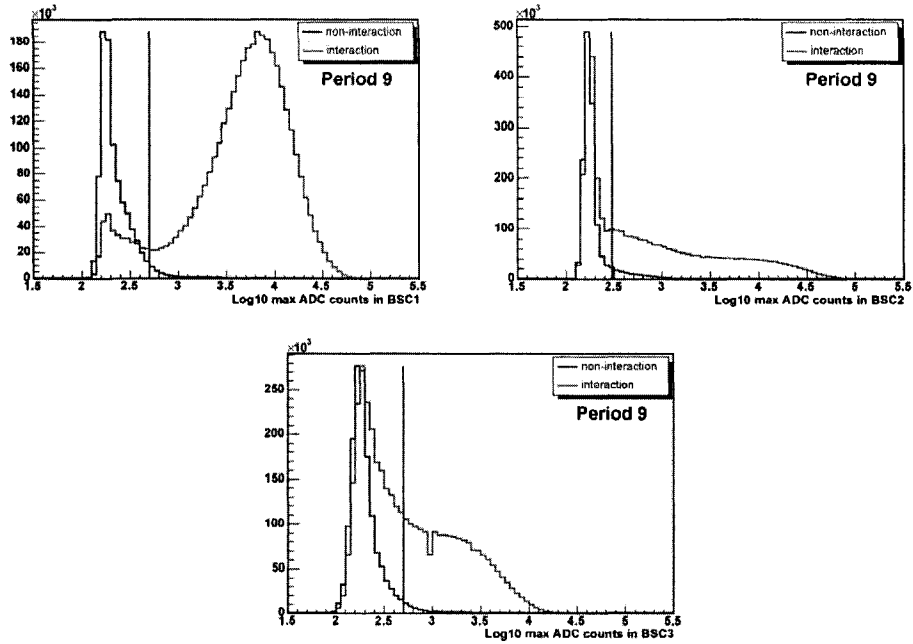 ×10³
180
160
140
120
100
80
60
40
20
0
1.5 2 2.5 3 3.5 4 4.5 5 5.5
Log10 max ADC counts in BSC1
non-interaction
interaction
Period 9
×10³
500
400
300
200
100
0
1.5 2 2.5 3 3.5 4 4.5 5 5.5
Log10 max ADC counts in BSC2
non-interaction
interaction
Period 9
×10³
250
200
150
100
50
0
1.5 2 2.5 3 3.5 4 4.5 5 5.5
Log10 max ADC counts in BSC3
non-interaction
interaction
Period 9